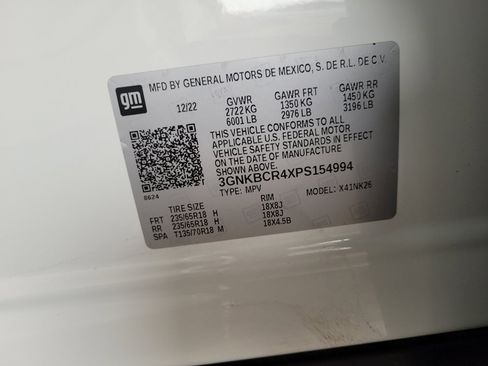 gm
MFD BY GENERAL MOTORS DE MEXICO, S. DE R.L. DE C.V.
12/22 GVWR GAWR FRT GAWR RR
2722 KG 1350 KG 1450 KG
6001 LB 2976 LB 3196 LB
THIS VEHICLE CONFORMS TO ALL
APPLICABLE U.S. FEDERAL MOTOR
VEHICLE SAFETY STANDARDS IN
EFFECT ON THE DATE OF MANUFACTURE
SHOWN ABOVE.
3GNKBCR4XPS154994
8624 TYPE: MPV MODEL: X41NK26
TIRE SIZE RIM
FRT 235/65R18 H 18X8J
RR 235/65R18 H 18X8J
SPA T135/70R18 M 18X4.5B